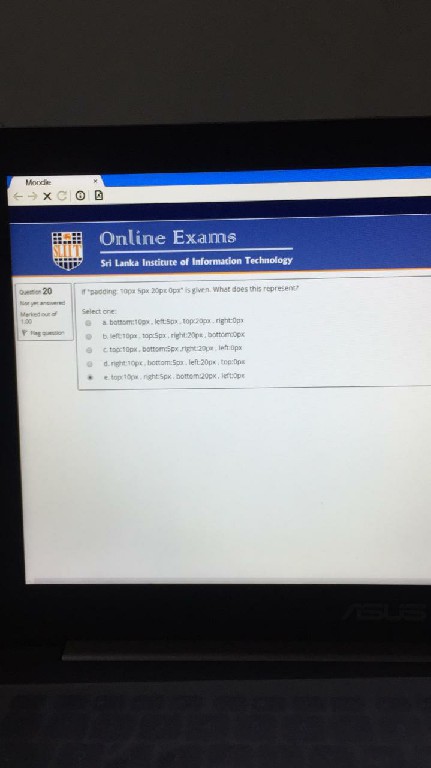 Moodle
Online Exams
SLIIT
Sri Lanka Institute of Information Technology
Question 20
Not yet answered
Marked out of
1.00
Flag question
If "padding: 10px 5px 20px 0px" is given. What does this represent?
Select one:
a. bottom:10px , left:5px , top:20px , right:0px
b. left:10px , top:5px , right:20px , bottom:0px
c. top:10px , bottom:5px ,right:20px , left:0px
d. right:10px , bottom:5px , left:20px , top:0px
e. top:10px , right:5px , bottom:20px , left:0px
ASUS